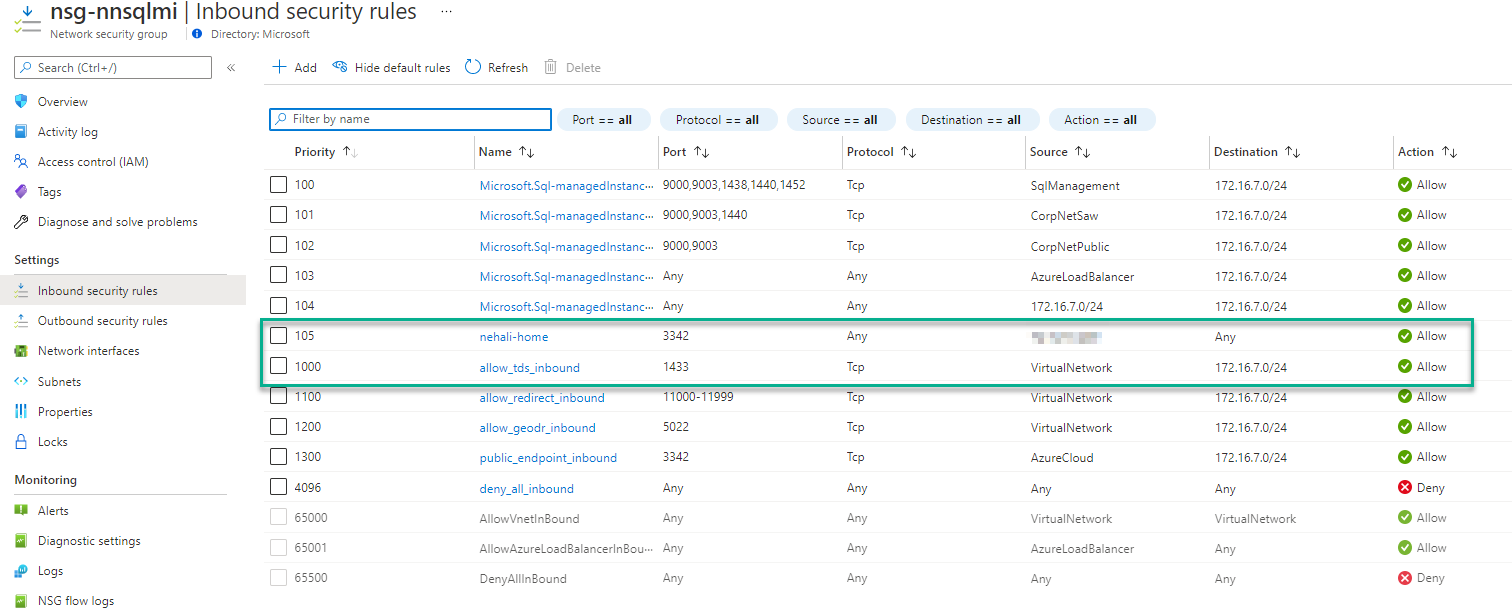 nsg-nnsqlmi | Inbound security rules ...
Network security group Directory: Microsoft
Search (Ctrl+/) «
Add Hide default rules Refresh Delete
Overview
Activity log
Access control (IAM)
Tags
Diagnose and solve problems
Settings
Inbound security rules
Outbound security rules
Network interfaces
Subnets
Properties
Locks
Monitoring
Alerts
Diagnostic settings
Logs
NSG flow logs
Filter by name Port == all Protocol == all Source == all Destination == all Action == all
Priority ↑↓ Name ↑↓ Port ↑↓ Protocol ↑↓ Source ↑↓ Destination ↑↓ Action ↑↓
100 Microsoft.Sql-managedInstanc... 9000,9003,1438,1440,1452 Tcp SqlManagement 172.16.7.0/24 Allow
101 Microsoft.Sql-managedInstanc... 9000,9003,1440 Tcp CorpNetSaw 172.16.7.0/24 Allow
102 Microsoft.Sql-managedInstanc... 9000,9003 Tcp CorpNetPublic 172.16.7.0/24 Allow
103 Microsoft.Sql-managedInstanc... Any Any AzureLoadBalancer 172.16.7.0/24 Allow
104 Microsoft.Sql-managedInstanc... Any Any 172.16.7.0/24 172.16.7.0/24 Allow
105 nehali-home 3342 Any Any Allow
1000 allow_tds_inbound 1433 Tcp VirtualNetwork 172.16.7.0/24 Allow
1100 allow_redirect_inbound 11000-11999 Tcp VirtualNetwork 172.16.7.0/24 Allow
1200 allow_geodr_inbound 5022 Tcp VirtualNetwork 172.16.7.0/24 Allow
1300 public_endpoint_inbound 3342 Tcp AzureCloud 172.16.7.0/24 Allow
4096 deny_all_inbound Any Any Any Any Deny
65000 AllowVnetInBound Any Any VirtualNetwork VirtualNetwork Allow
65001 AllowAzureLoadBalancerInBou... Any Any AzureLoadBalancer Any Allow
65500 DenyAllInBound Any Any Any Any Deny